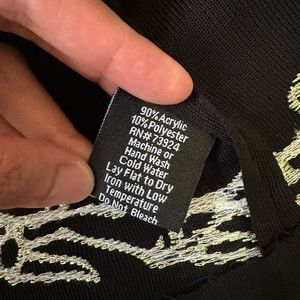 90% Acrylic
10% Polyester
RN# 73924
Machine or
Hand Wash
Cold Water
Lay Flat to Dry
Iron with Low
Temperature
Do Not Bleach